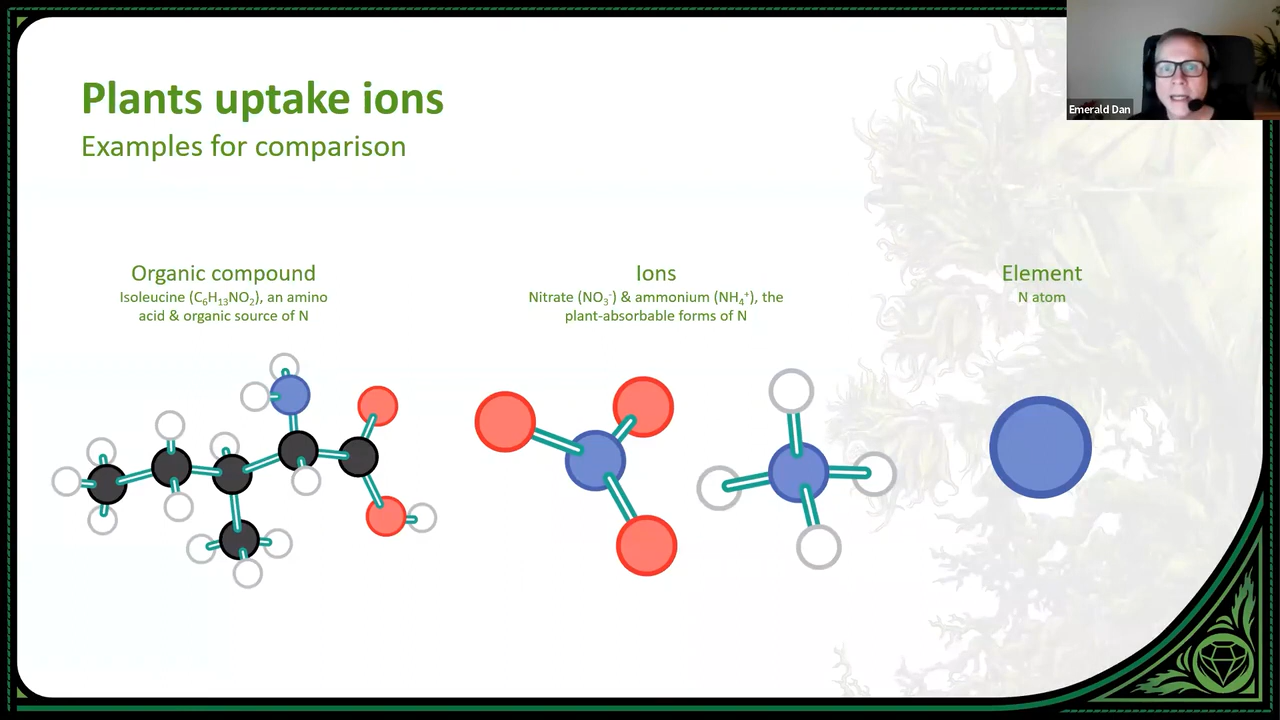 Plants uptake ions
Examples for comparison
Emerald Dan
Organic compound
Isoleucine (C₆H₁₃NO₂), an amino
acid & organic source of N
Ions
Nitrate (NO₃⁻) & ammonium (NH₄⁺), the
plant-absorbable forms of N
Element
N atom